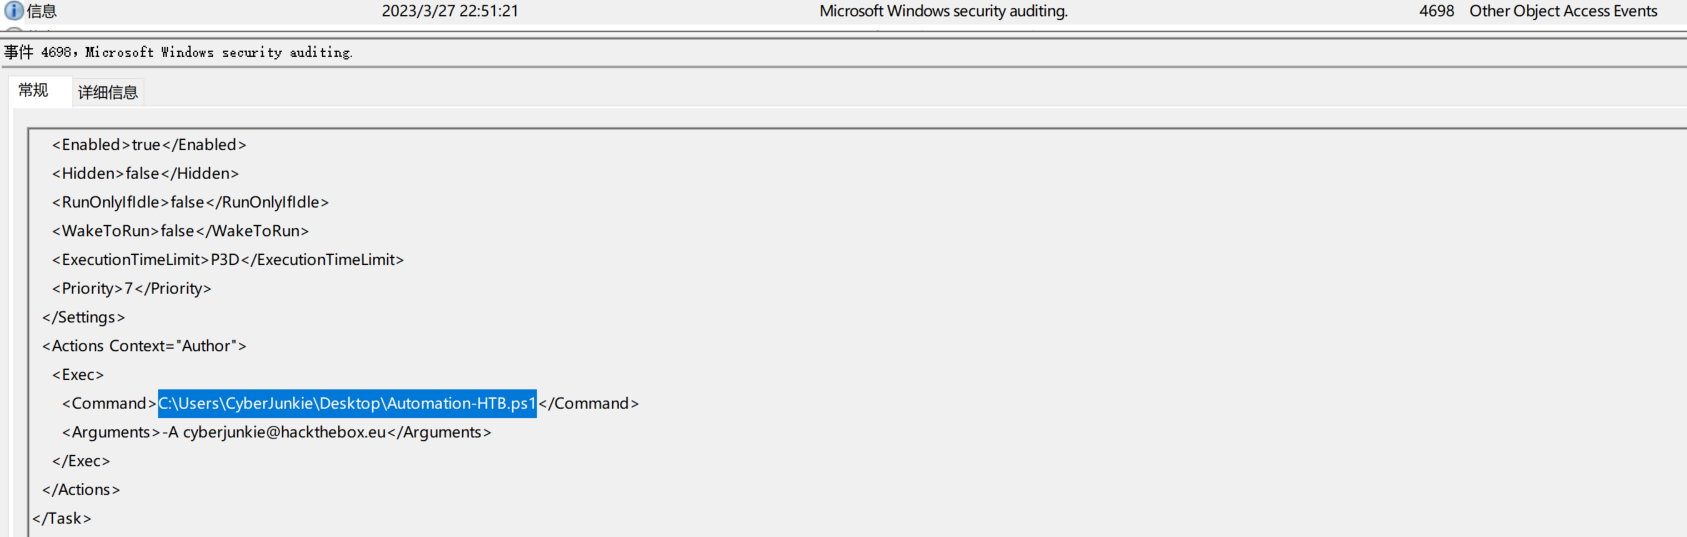 信息 2023/3/27 22:51:21 Microsoft Windows security auditing. 4698 Other Object Access Events
事件 4698，Microsoft Windows security auditing.
常规 详细信息
<Enabled>true</Enabled>
<Hidden>false</Hidden>
<RunOnlyIfIdle>false</RunOnlyIfIdle>
<WakeToRun>false</WakeToRun>
<ExecutionTimeLimit>P3D</ExecutionTimeLimit>
<Priority>7</Priority>
</Settings>
<Actions Context="Author">
<Exec>
<Command>C:\Users\CyberJunkie\Desktop\Automation-HTB.ps1</Command>
<Arguments>-A cyberjunkie@hackthebox.eu</Arguments>
</Exec>
</Actions>
</Task>